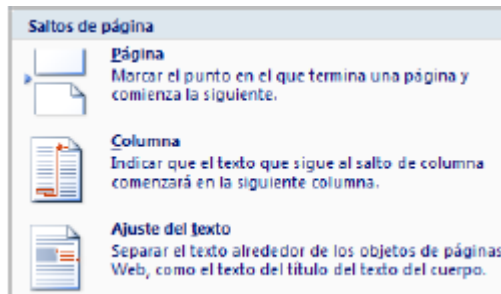 Saltos de página
Página
Marcar el punto en el que termina una página y
comienza la siguiente.
Columna
Indicar que el texto que sigue al salto de columna
comenzará en la siguiente columna.
Ajuste del texto
Separar el texto alrededor de los objetos de páginas
Web, como el texto del título del texto del cuerpo.